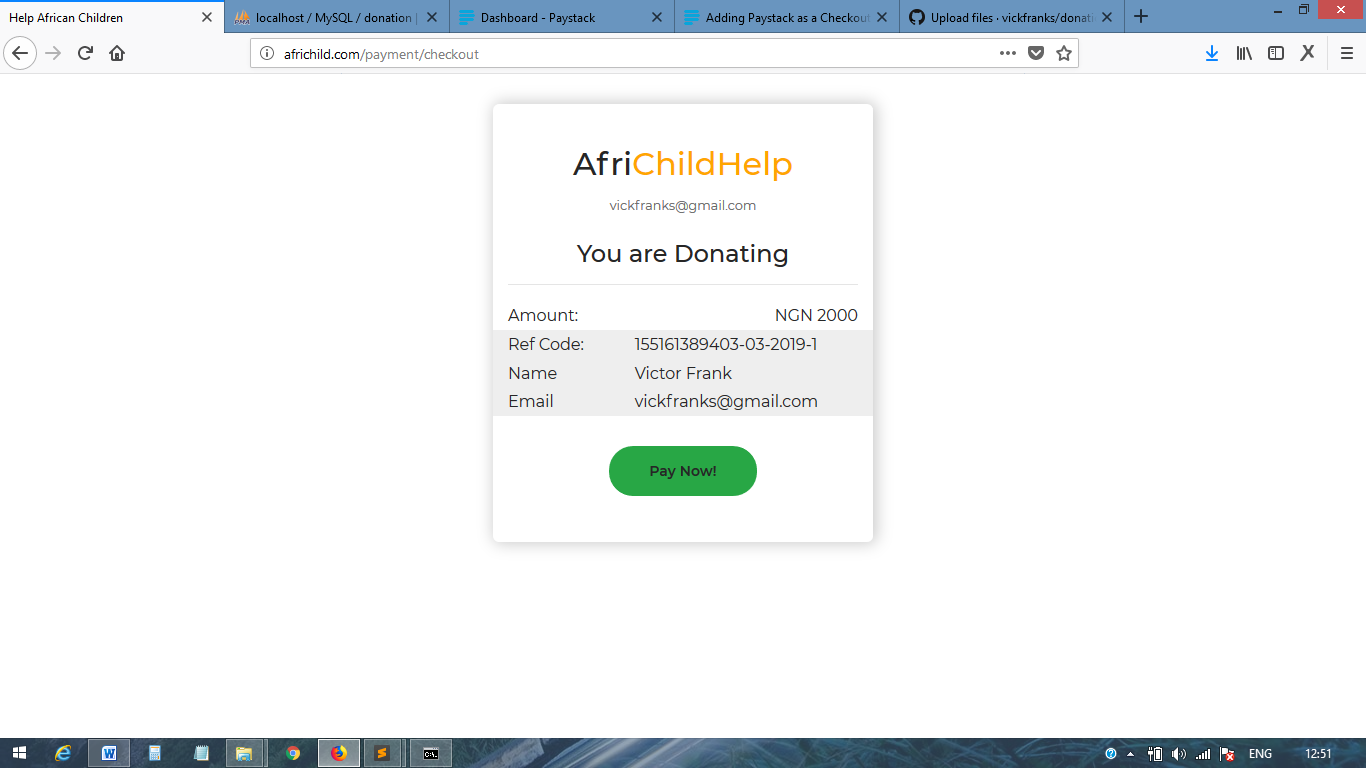 Help African Children
localhost / MySQL / donation |
Dashboard - Paystack
Adding Paystack as a Checkout
Upload files · vickfranks/donati
africhild.com/payment/checkout
AfriChildHelp
vickfranks@gmail.com
You are Donating
Amount: NGN 2000
Ref Code: 155161389403-03-2019-1
Name Victor Frank
Email vickfranks@gmail.com
Pay Now!
ENG 12:51